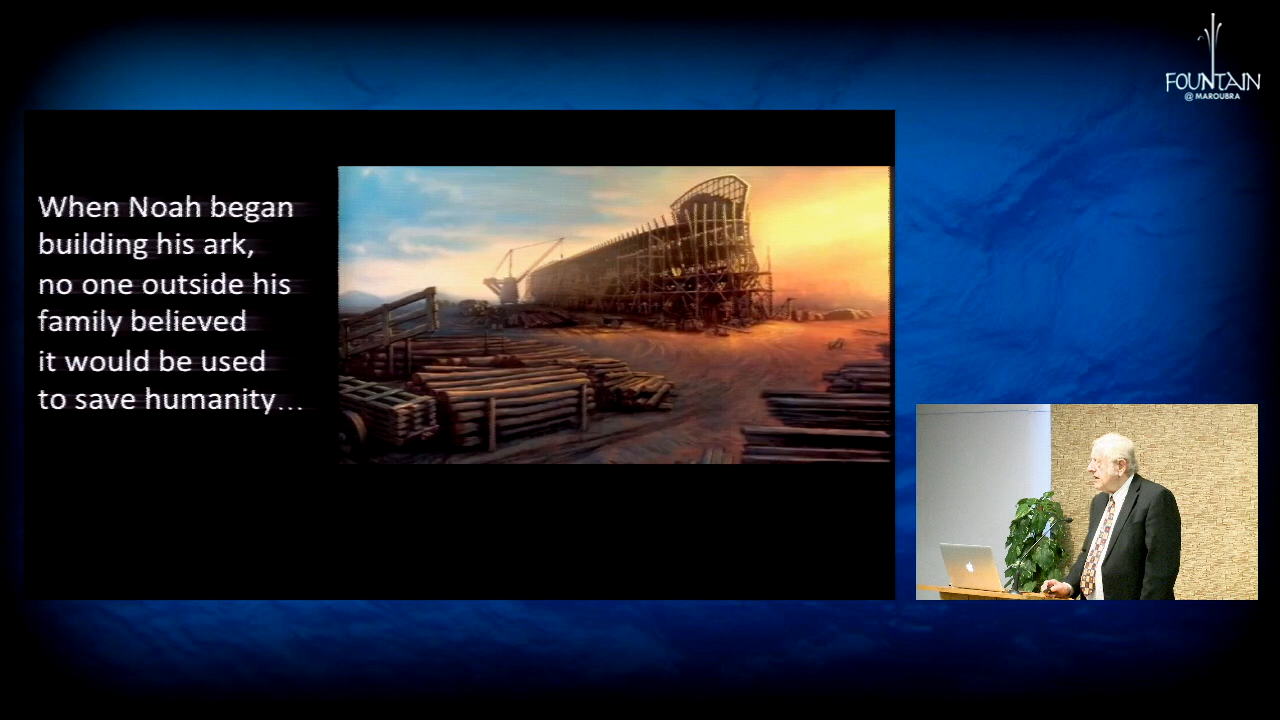 FOUNTAIN
@ MAROUBRA
When Noah began
building his ark,
no one outside his
family believed
it would be used
to save humanity...